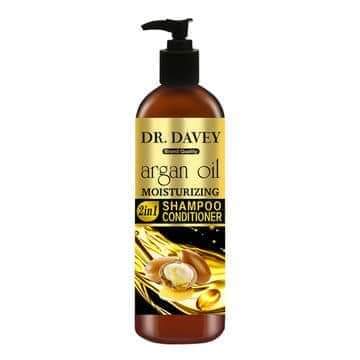 DR. DAVEY
Brand Quality
argan oil
MOISTURIZING
2in1 SHAMPOO
CONDITIONER